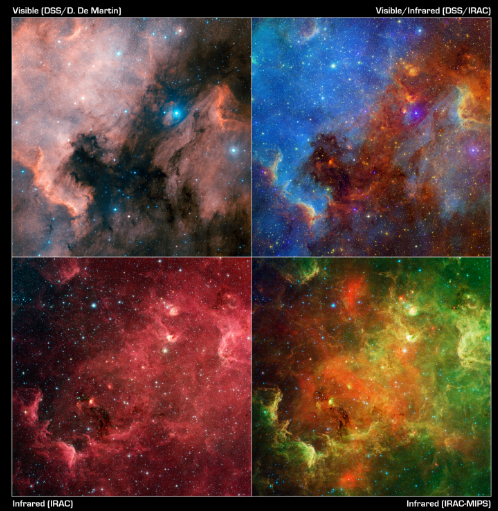 Visible (DSS/D. De Martin)
Visible/Infrared (DSS/IRAC)
Infrared (IRAC)
Infrared (IRAC-MIPS)